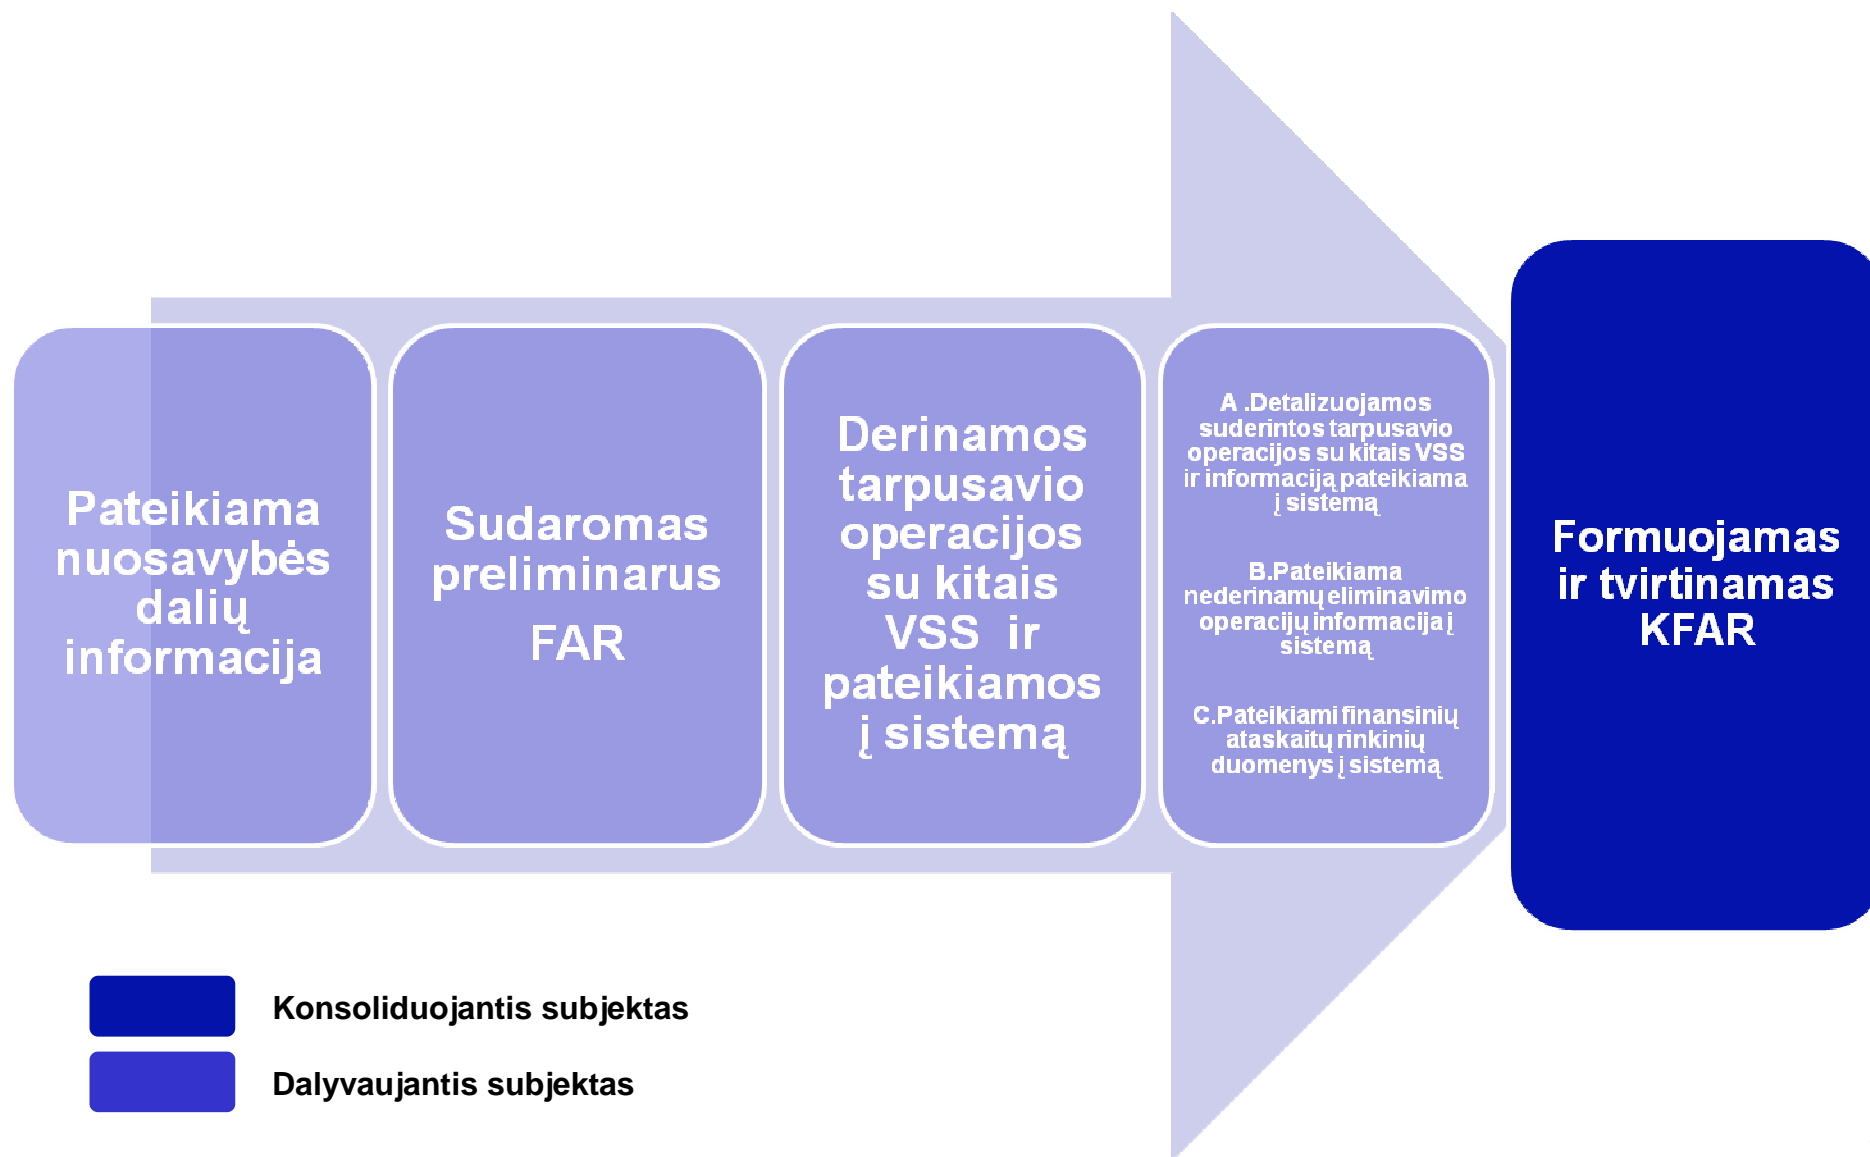 Pateikiama
nuosavybės
dalių
informacija
Sudaromas
preliminarus
FAR
Derinamos
tarpusavio
operacijos
su kitais
VSS ir
pateikiamos
į sistemą
A .Detalizuojamos
suderintos tarpusavio
operacijos su kitais VSS
ir informaciją pateikiama
į sistemą
B.Pateikiama
nederinamų eliminavimo
operacijų informacija į
sistemą
C.Pateikiami finansinių
ataskaitų rinkinių
duomenys į sistemą
Formuojamas
ir tvirtinamas
KFAR
Konsoliduojantis subjektas
Dalyvaujantis subjektas